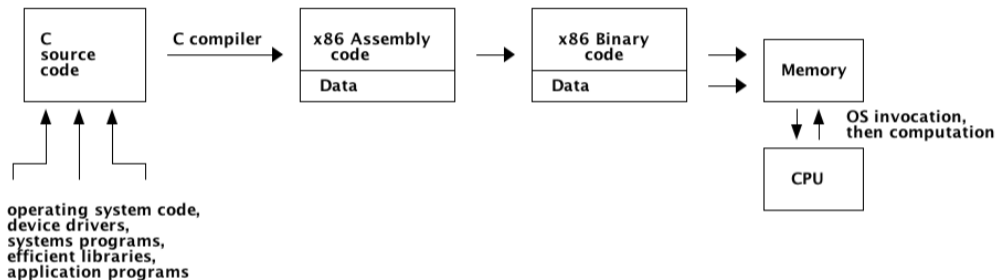 C
source
code
C compiler
x86 Assembly
code
Data
x86 Binary
code
Data
Memory
OS invocation,
then computation
CPU
operating system code,
device drivers,
systems programs,
efficient libraries,
application programs